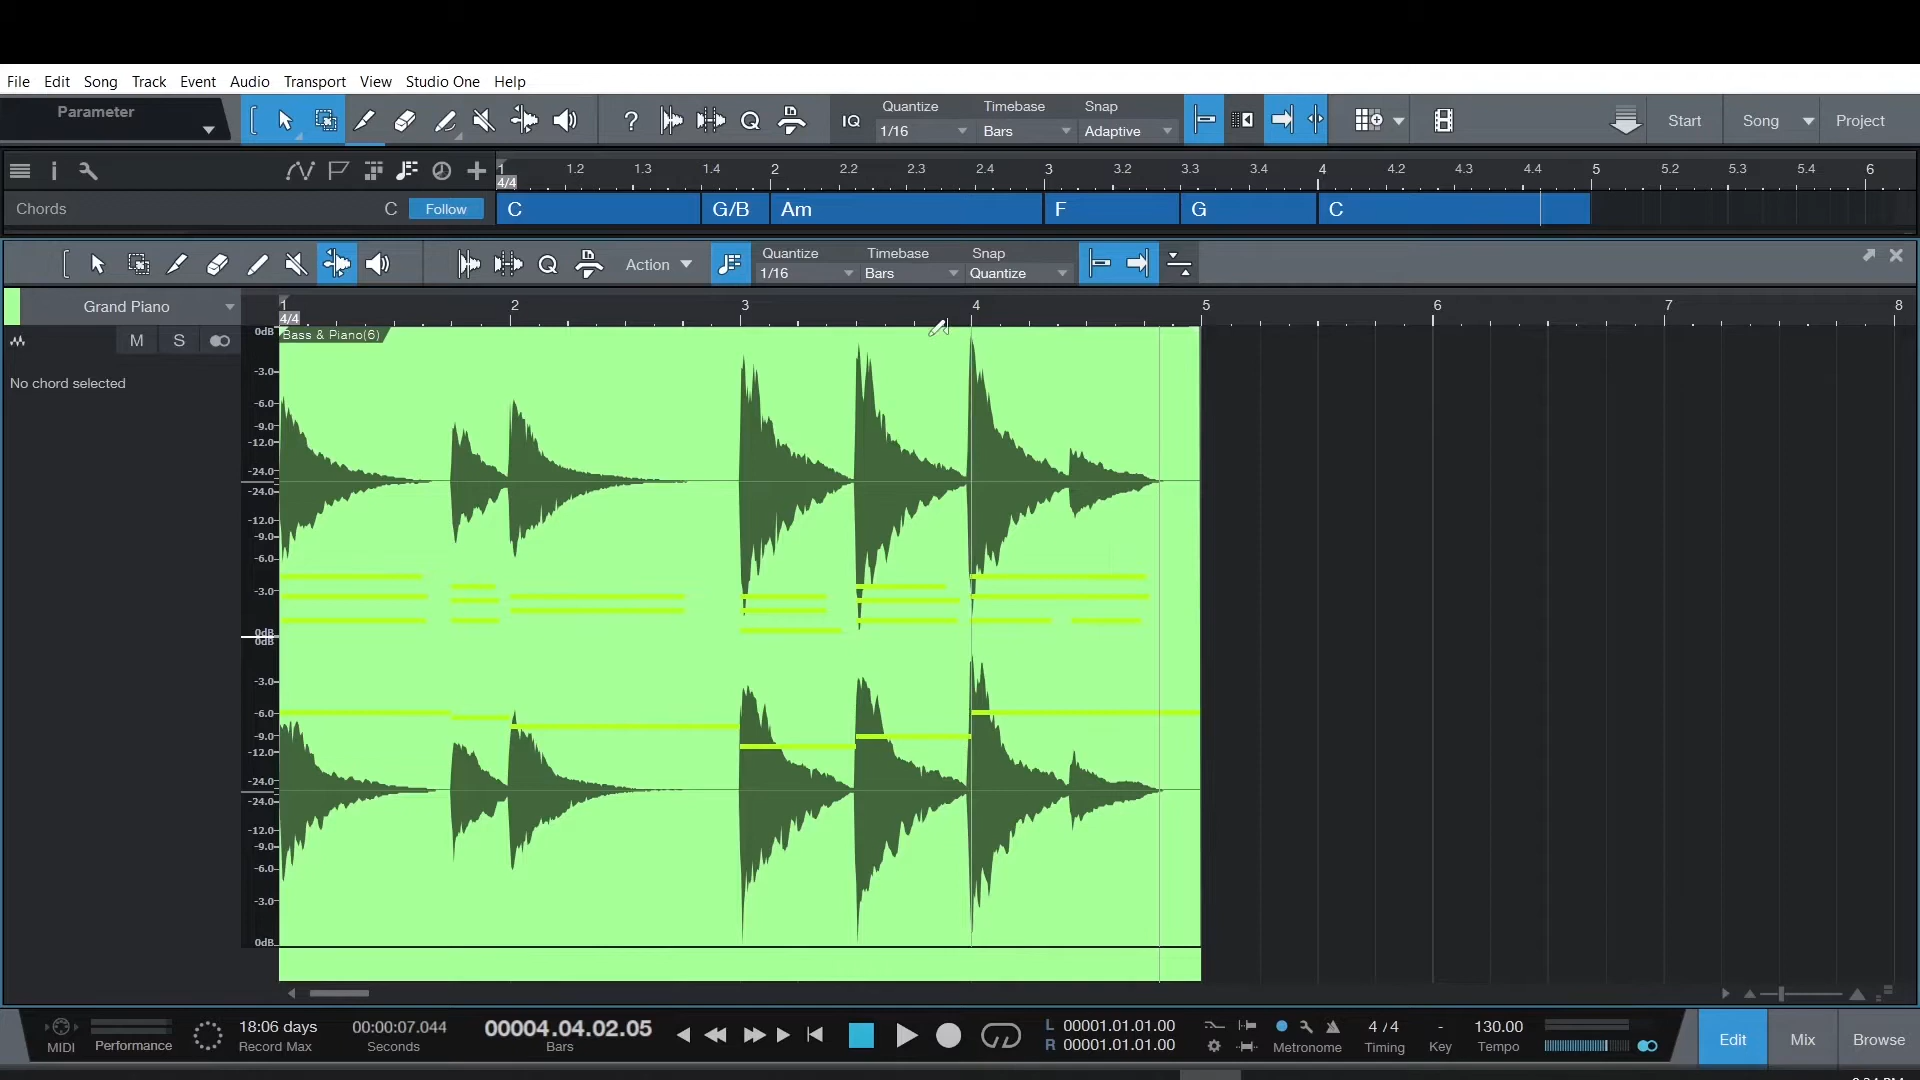 File Edit Song Track Event Audio Transport View Studio One Help
Parameter
? IQ Quantize 1/16 Timebase Bars Snap Adaptive Start Song Project
1 1.2 1.3 1.4 2 2.2 2.3 2.4 3 3.2 3.3 3.4 4 4.2 4.3 4.4 5 5.2 5.3 5.4 6
4/4
Chords C Follow C G/B Am F G C
Action Quantize 1/16 Timebase Bars Snap Quantize
Grand Piano 1 2 3 4 5 6 7 8
4/4
0dB Bass & Piano(6)
M S
-3.0
No chord selected
-6.0
-9.0
-12.0
-24.0
-24.0
-12.0
-9.0
-6.0
-3.0
0dB
0dB
-3.0
-6.0
-9.0
-12.0
-24.0
-24.0
-12.0
-9.0
-6.0
-3.0
0dB
MIDI Performance
18:06 days
Record Max
00:00:07.044
Seconds
00004.04.02.05
Bars
L 00001.01.01.00
R 00001.01.01.00
Metronome
4 / 4
Timing
-
Key
130.00
Tempo
Edit Mix Browse